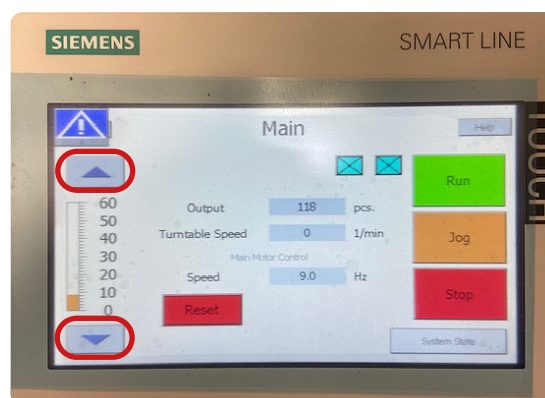 SIEMENS
SMART LINE
TOUCH
Main
Help
Run
60
50
40
30
20
10
0
Output 118 pcs.
Turntable Speed 0 1/min
Jog
Main Motor Control
Speed 9.0 Hz
Reset
Stop
System State